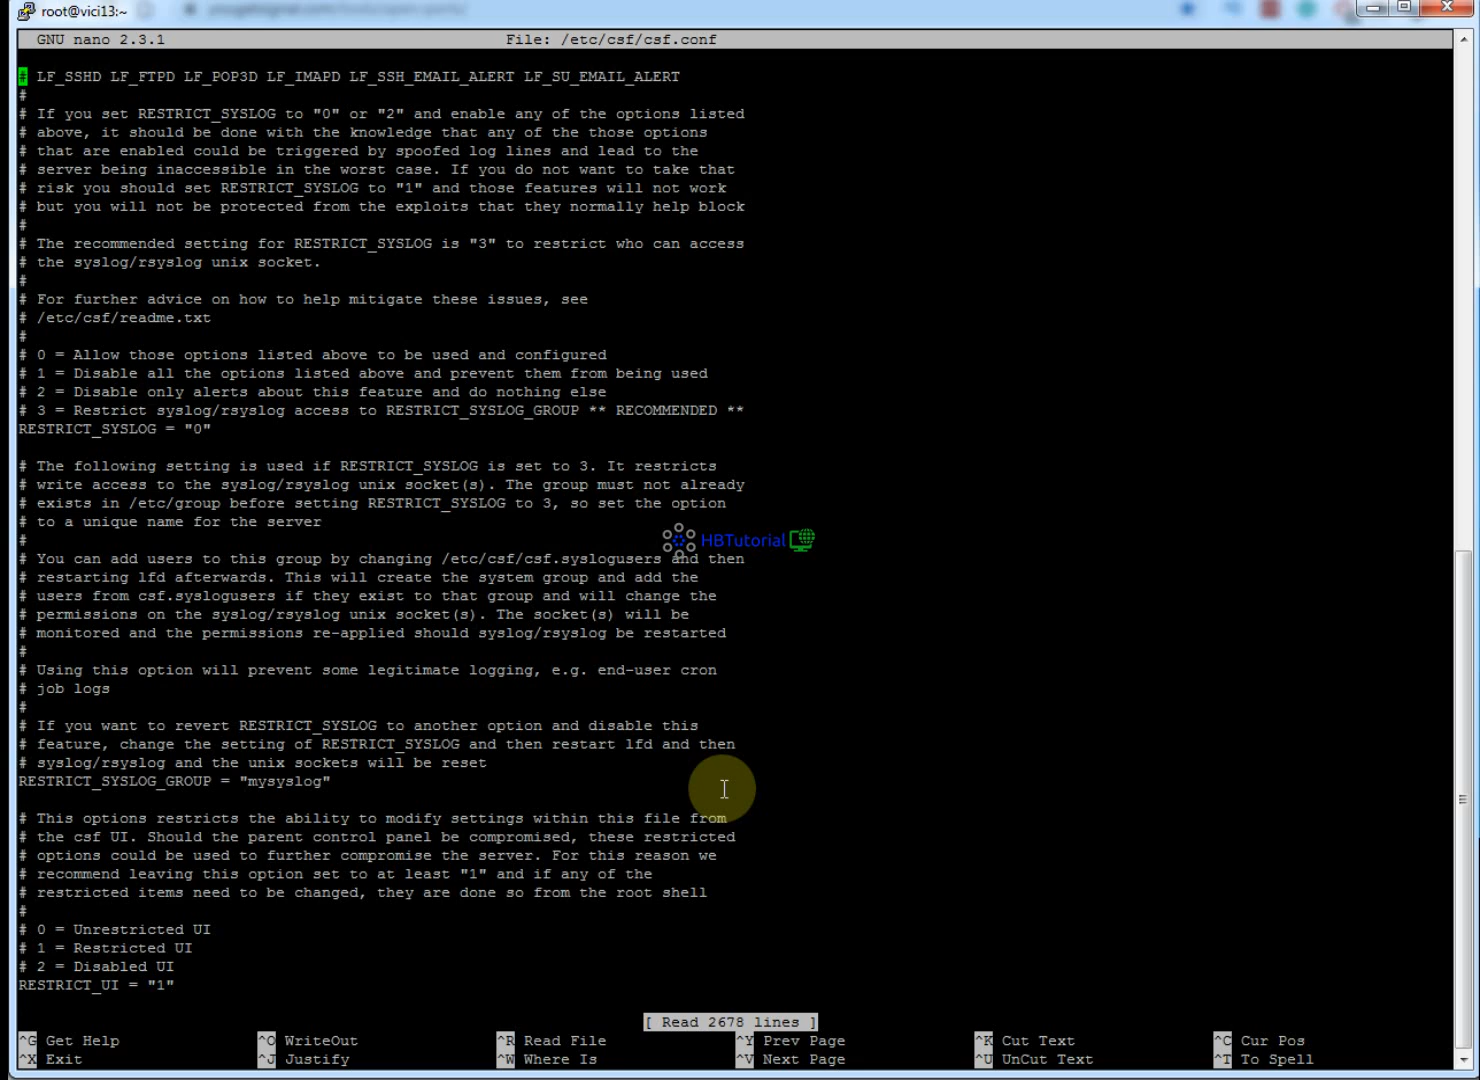 root@vici13:~
GNU nano 2.3.1 File: /etc/csf/csf.conf
# LF_SSHD LF_FTPD LF_POP3D LF_IMAPD LF_SSH_EMAIL_ALERT LF_SU_EMAIL_ALERT
#
# If you set RESTRICT_SYSLOG to "0" or "2" and enable any of the options listed
# above, it should be done with the knowledge that any of the those options
# that are enabled could be triggered by spoofed log lines and lead to the
# server being inaccessible in the worst case. If you do not want to take that
# risk you should set RESTRICT_SYSLOG to "1" and those features will not work
# but you will not be protected from the exploits that they normally help block
#
# The recommended setting for RESTRICT_SYSLOG is "3" to restrict who can access
# the syslog/rsyslog unix socket.
#
# For further advice on how to help mitigate these issues, see
# /etc/csf/readme.txt
#
# 0 = Allow those options listed above to be used and configured
# 1 = Disable all the options listed above and prevent them from being used
# 2 = Disable only alerts about this feature and do nothing else
# 3 = Restrict syslog/rsyslog access to RESTRICT_SYSLOG_GROUP ** RECOMMENDED **
RESTRICT_SYSLOG = "0"
# The following setting is used if RESTRICT_SYSLOG is set to 3. It restricts
# write access to the syslog/rsyslog unix socket(s). The group must not already
# exists in /etc/group before setting RESTRICT_SYSLOG to 3, so set the option
# to a unique name for the server
#
HBTutorial
# You can add users to this group by changing /etc/csf/csf.syslogusers and then
# restarting lfd afterwards. This will create the system group and add the
# users from csf.syslogusers if they exist to that group and will change the
# permissions on the syslog/rsyslog unix socket(s). The socket(s) will be
# monitored and the permissions re-applied should syslog/rsyslog be restarted
#
# Using this option will prevent some legitimate logging, e.g. end-user cron
# job logs
#
# If you want to revert RESTRICT_SYSLOG to another option and disable this
# feature, change the setting of RESTRICT_SYSLOG and then restart lfd and then
# syslog/rsyslog and the unix sockets will be reset
RESTRICT_SYSLOG_GROUP = "mysyslog"
# This options restricts the ability to modify settings within this file from
# the csf UI. Should the parent control panel be compromised, these restricted
# options could be used to further compromise the server. For this reason we
# recommend leaving this option set to at least "1" and if any of the
# restricted items need to be changed, they are done so from the root shell
#
# 0 = Unrestricted UI
# 1 = Restricted UI
# 2 = Disabled UI
RESTRICT_UI = "1"
[ Read 2678 lines ]
^G Get Help ^O WriteOut ^R Read File ^Y Prev Page ^K Cut Text ^C Cur Pos
^X Exit ^J Justify ^W Where Is ^V Next Page ^U UnCut Text ^T To Spell